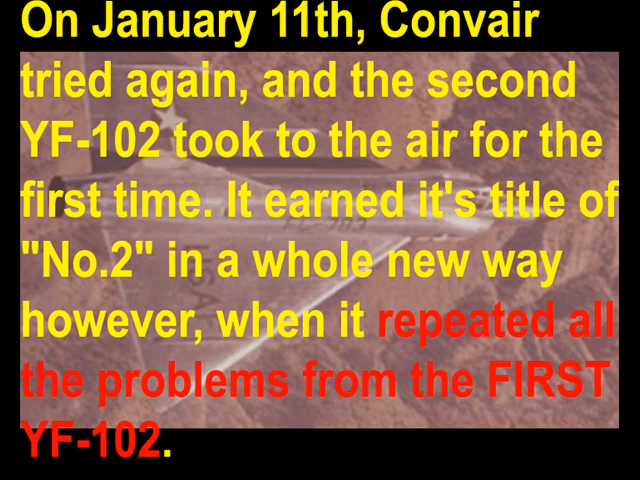 On January 11th, Convair
tried again, and the second
YF-102 took to the air for the
first time. It earned it's title of
"No.2" in a whole new way
however, when it repeated all
the problems from the FIRST
YF-102.